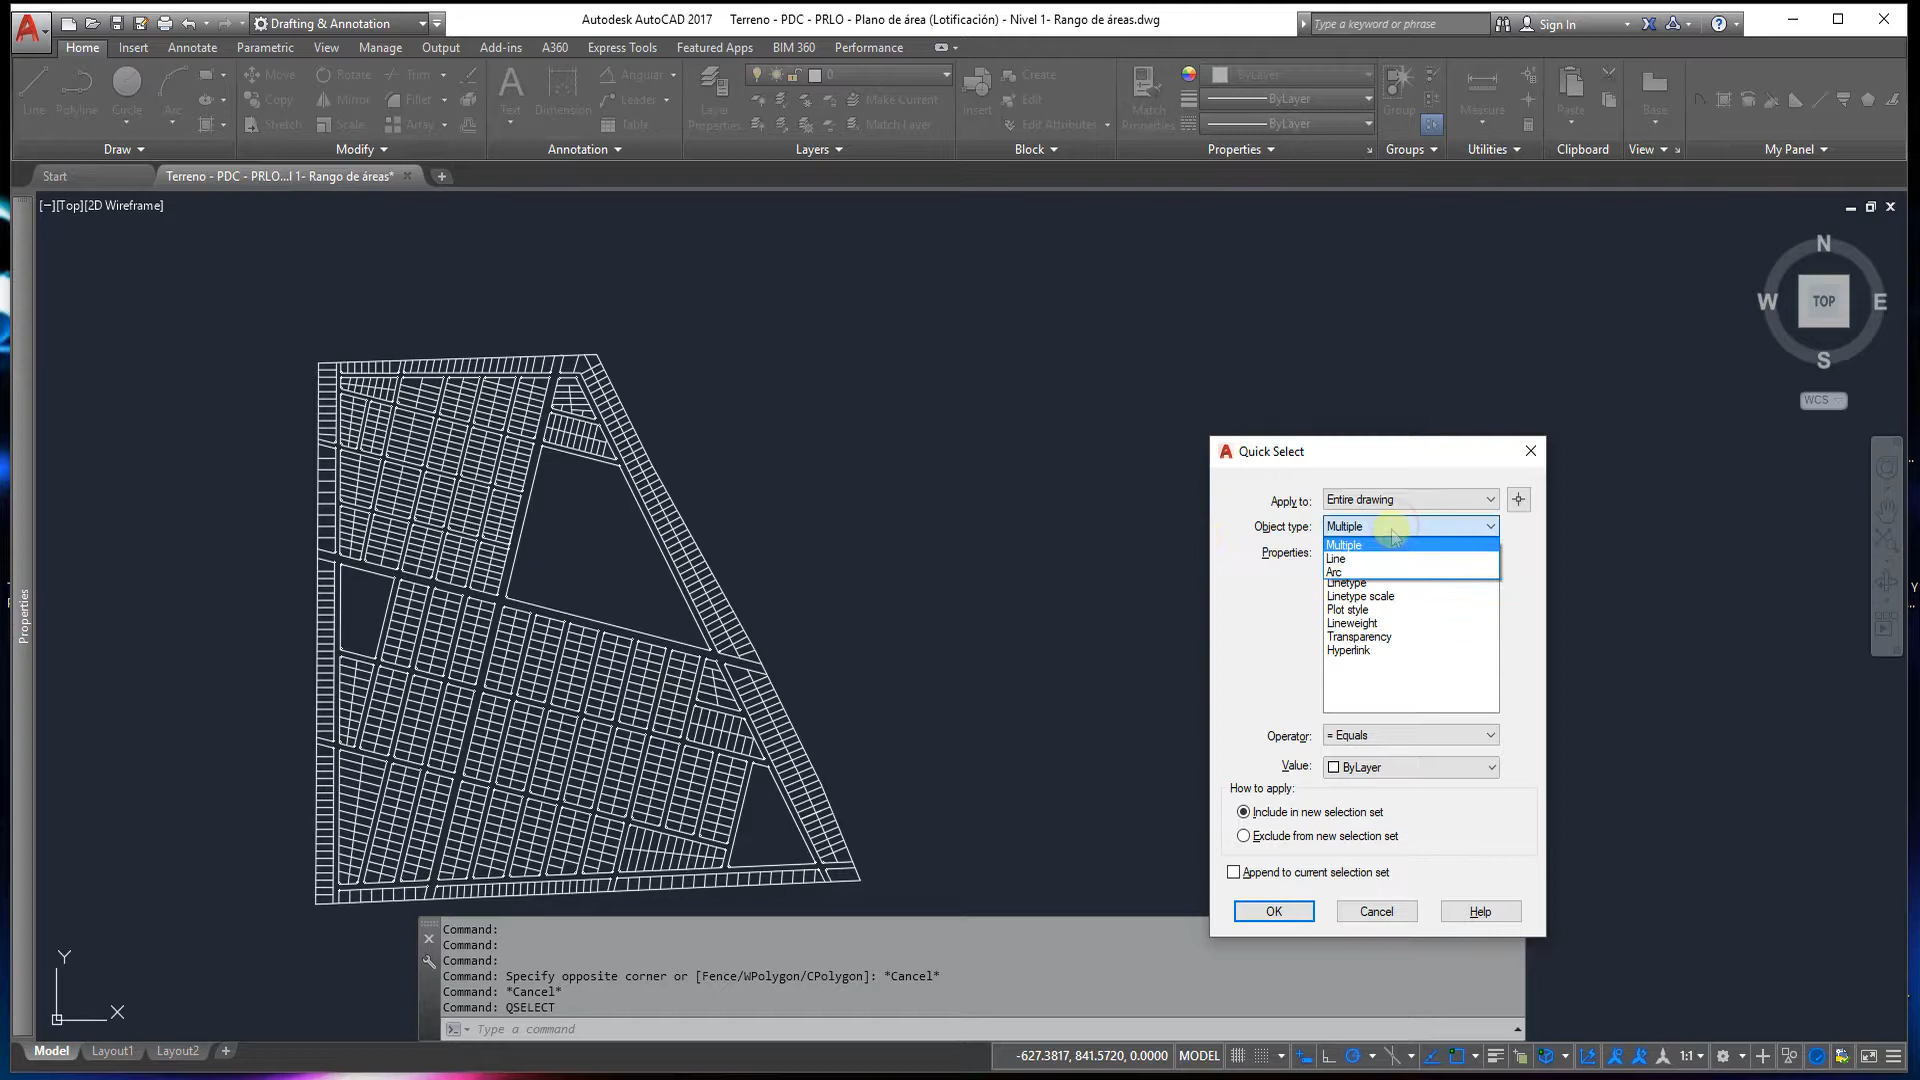 Drafting & Annotation
Autodesk AutoCAD 2017 Terreno - PDC - PRLO - Plano de área (Lotificación) - Nivel 1- Rango de áreas.dwg
Type a keyword or phrase
Sign In
Home Insert Annotate Parametric View Manage Output Add-ins A360 Express Tools Featured Apps BIM 360 Performance
Line Polyline Circle Arc
Move Rotate Trim
Copy Mirror Fillet
Stretch Scale Array
Text Dimension
Angular
Leader
Table
Layer Properties
0
Make Current
Match Layer
Insert
Create
Edit
Edit Attributes
Match Properties
ByLayer
ByLayer
ByLayer
Group
Measure
Paste
Base
Draw Modify Annotation Layers Block Properties Groups Utilities Clipboard View My Panel
Start
Terreno - PDC - PRLO...l 1- Rango de áreas*
[−][Top][2D Wireframe]
N
W TOP E
S
WCS
Properties
Quick Select
Apply to: Entire drawing
Object type: Multiple
Multiple
Properties:
Line
Arc
Linetype
Linetype scale
Plot style
Lineweight
Transparency
Hyperlink
Operator: = Equals
Value: ByLayer
How to apply:
Include in new selection set
Exclude from new selection set
Append to current selection set
OK Cancel Help
Command:
Command:
Command:
Command: Specify opposite corner or [Fence/WPolygon/CPolygon]: *Cancel*
Command: *Cancel*
Command: QSELECT
Type a command
Y
X
Model Layout1 Layout2
-627.3817, 841.5720, 0.0000 MODEL
1:1